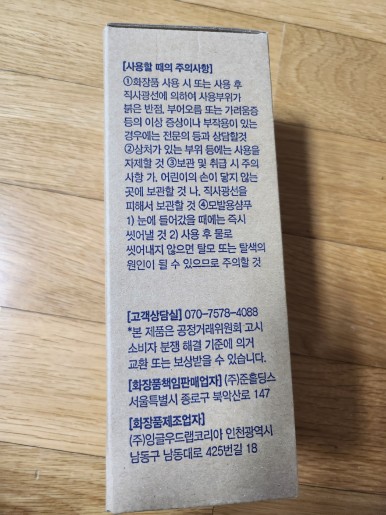 [사용할 때의 주의사항]
①화장품 사용 시 또는 사용 후
직사광선에 의하여 사용부위가
붉은 반점, 부어오름 또는 가려움증
등의 이상 증상이나 부작용이 있는
경우에는 전문의 등과 상담할것
②상처가 있는 부위 등에는 사용을
자제할 것 ③보관 및 취급 시 주의
사항 가. 어린이의 손이 닿지 않는
곳에 보관할 것 나. 직사광선을
피해서 보관할 것 ④모발용샴푸
1) 눈에 들어갔을 때에는 즉시
씻어낼 것 2) 사용 후 물로
씻어내지 않으면 탈모 또는 탈색의
원인이 될 수 있으므로 주의할 것
[고객상담실] 070-7578-4088
*본 제품은 공정거래위원회 고시
소비자 분쟁 해결 기준에 의거
교환 또는 보상받을 수 있습니다.
[화장품책임판매업자] (주)준홀딩스
서울특별시 종로구 북악산로 147
[화장품제조업자]
(주)잉글우드랩코리아 인천광역시
남동구 남동대로 425번길 18